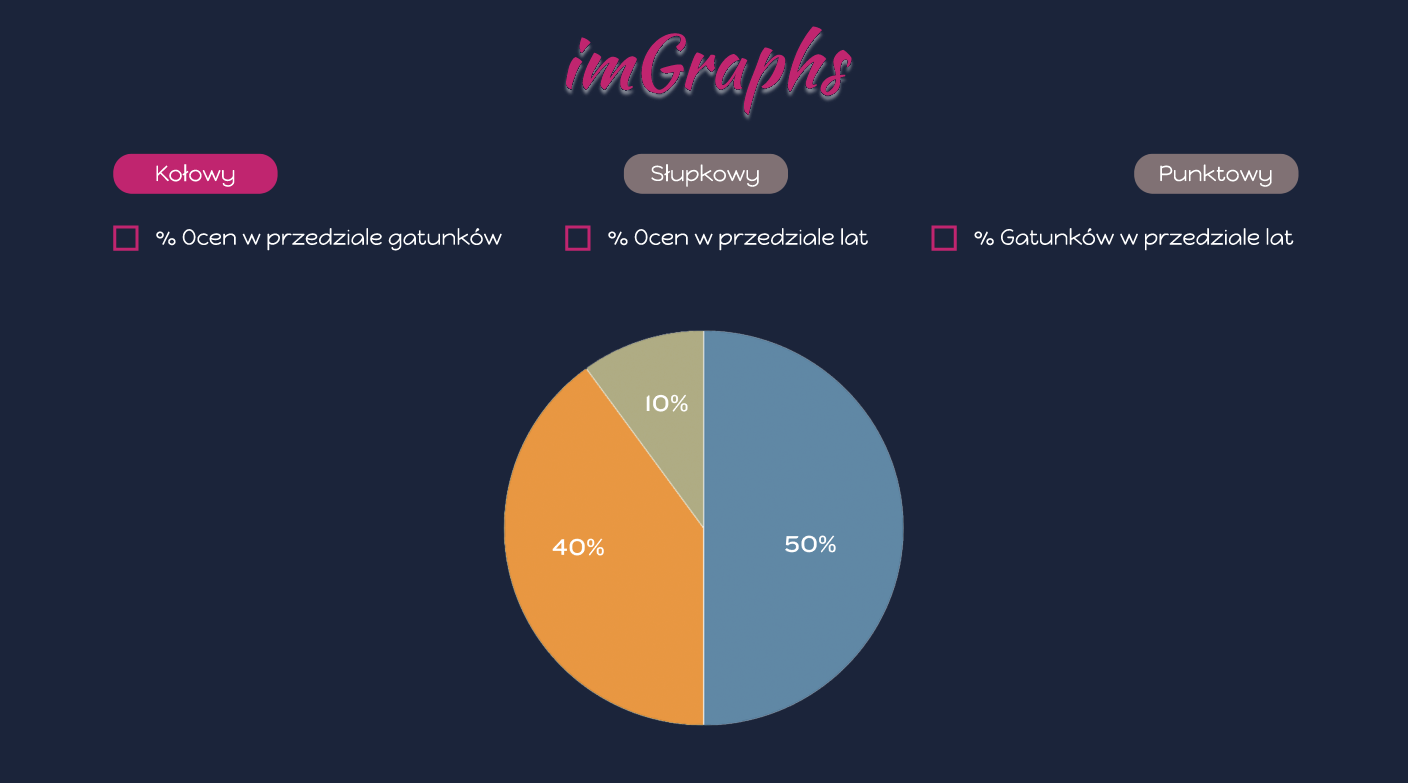 imGraphs
Kołowy
Słupkowy
Punktowy
% Ocen w przedziale gatunków
% Ocen w przedziale lat
% Gatunków w przedziale lat
10%
40%
50%